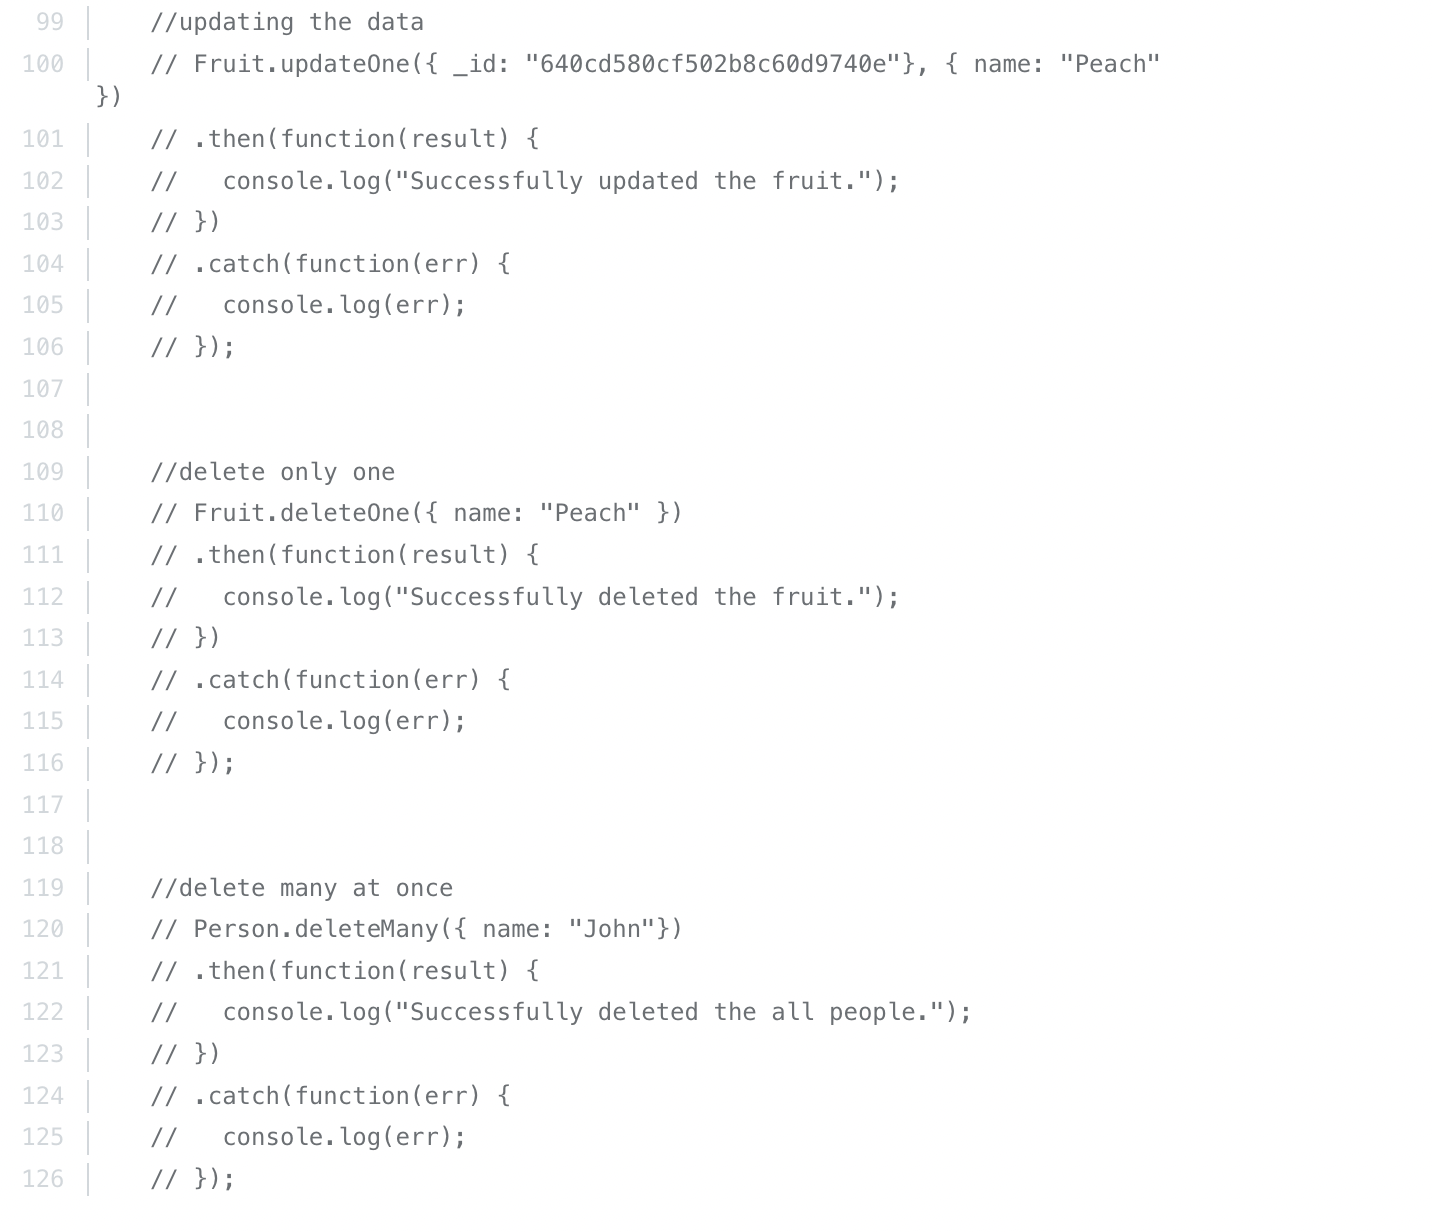 99 //updating the data
100 // Fruit.updateOne({ _id: "640cd580cf502b8c60d9740e"}, { name: "Peach"
})
101 // .then(function(result) {
102 //   console.log("Successfully updated the fruit.");
103 // })
104 // .catch(function(err) {
105 //   console.log(err);
106 // });
107
108
109 //delete only one
110 // Fruit.deleteOne({ name: "Peach" })
111 // .then(function(result) {
112 //   console.log("Successfully deleted the fruit.");
113 // })
114 // .catch(function(err) {
115 //   console.log(err);
116 // });
117
118
119 //delete many at once
120 // Person.deleteMany({ name: "John"})
121 // .then(function(result) {
122 //   console.log("Successfully deleted the all people.");
123 // })
124 // .catch(function(err) {
125 //   console.log(err);
126 // });